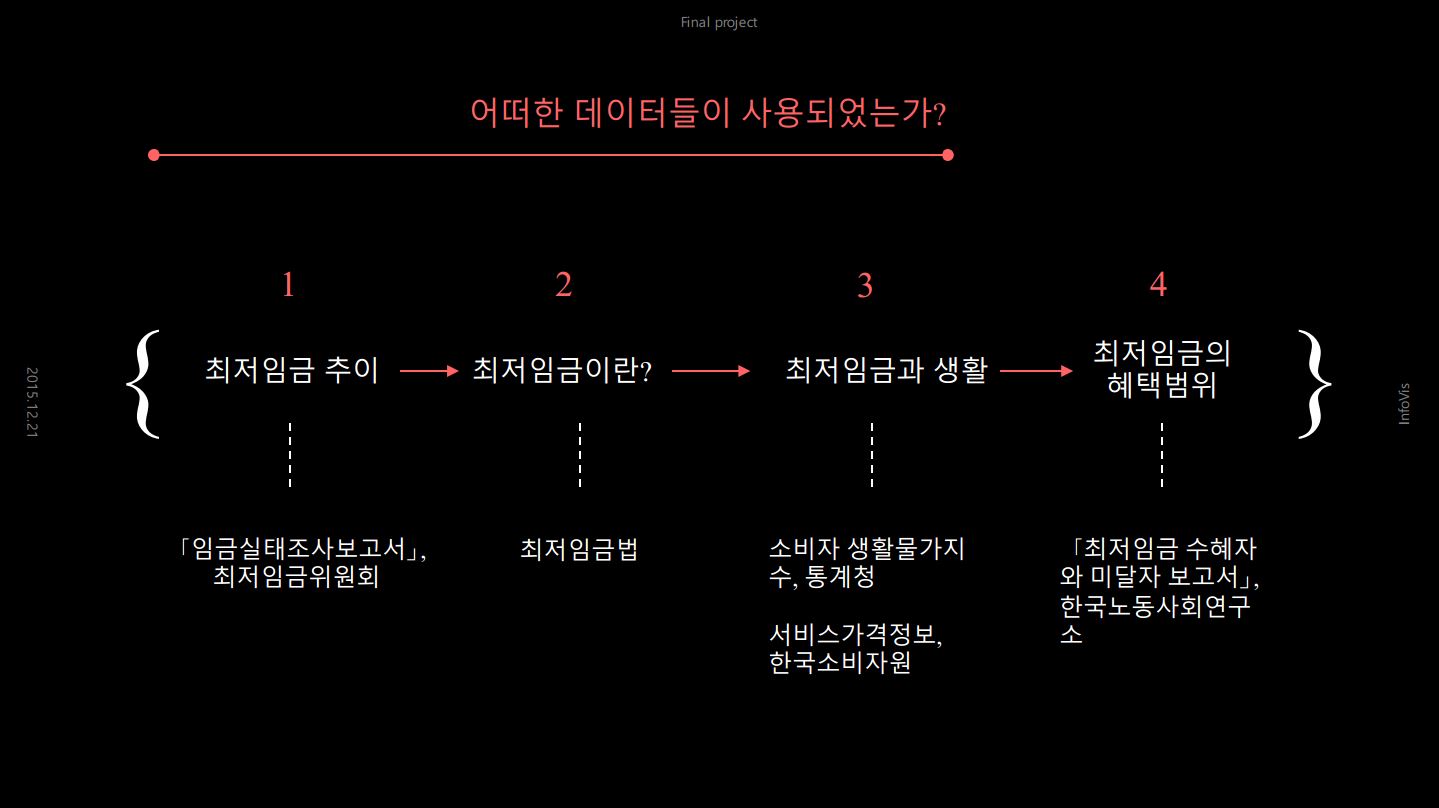 Final project
어떠한 데이터들이 사용되었는가?
1
최저임금 추이
「임금실태조사보고서」,
최저임금위원회
2
최저임금이란?
최저임금법
3
최저임금과 생활
소비자 생활물가지
수, 통계청
서비스가격정보,
한국소비자원
4
최저임금의
혜택범위
「최저임금 수혜자
와 미달자 보고서」,
한국노동사회연구
소
2015.12.21
InfoVis